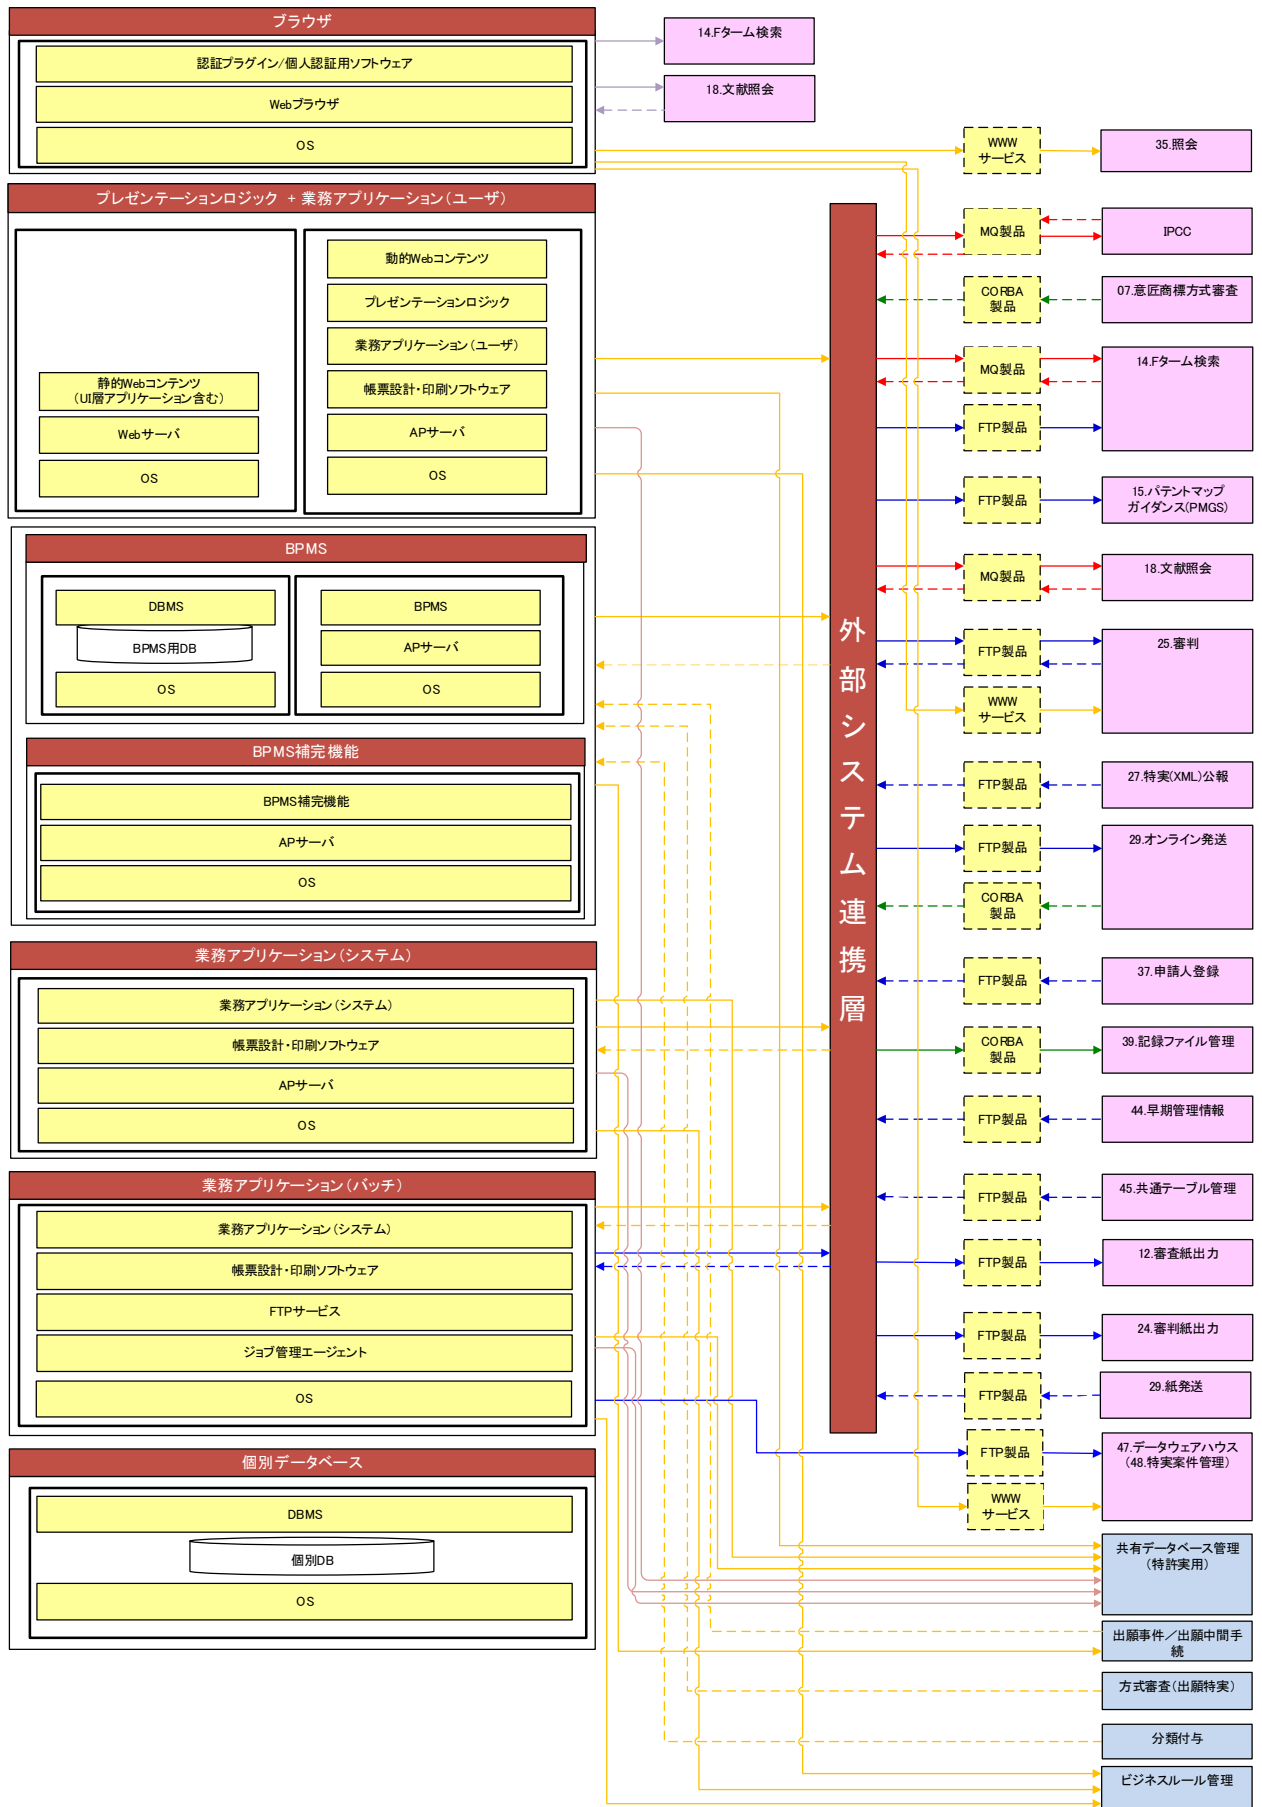 ブラウザ
認証プラグイン/個人認証用ソフトウェア
Webブラウザ
OS
14.Fターム検索
18.文献照会
WWW
サービス
35.照会
プレゼンテーションロジック + 業務アプリケーション(ユーザ)
静的Webコンテンツ
(UI層アプリケーション含む)
Webサーバ
OS
動的Webコンテンツ
プレゼンテーションロジック
業務アプリケーション(ユーザ)
帳票設計・印刷ソフトウェア
APサーバ
OS
BPMS
DBMS
BPMS用DB
OS
BPMS
APサーバ
OS
BPMS補完機能
BPMS補完機能
APサーバ
OS
業務アプリケーション(システム)
業務アプリケーション(システム)
帳票設計・印刷ソフトウェア
APサーバ
OS
業務アプリケーション(バッチ)
業務アプリケーション(システム)
帳票設計・印刷ソフトウェア
FTPサービス
ジョブ管理エージェント
OS
個別データベース
DBMS
個別DB
OS
外部システム連携層
MQ製品
IPCC
CORBA
製品
07.意匠商標方式審査
MQ製品
14.Fターム検索
FTP製品
FTP製品
15.パテントマップ
ガイダンス(PMGS)
MQ製品
18.文献照会
FTP製品
25.審判
WWW
サービス
FTP製品
27.特実(XML)公報
FTP製品
29.オンライン発送
CORBA
製品
FTP製品
37.申請人登録
CORBA
製品
39.記録ファイル管理
FTP製品
44.早期管理情報
FTP製品
45.共通テーブル管理
FTP製品
12.審査紙出力
FTP製品
24.審判紙出力
FTP製品
29.紙発送
FTP製品
47.データウェアハウス
(48.特実案件管理)
WWW
サービス
共有データベース管理
(特許実用)
出願事件／出願中間手
続
方式審査(出願特実)
分類付与
ビジネスルール管理